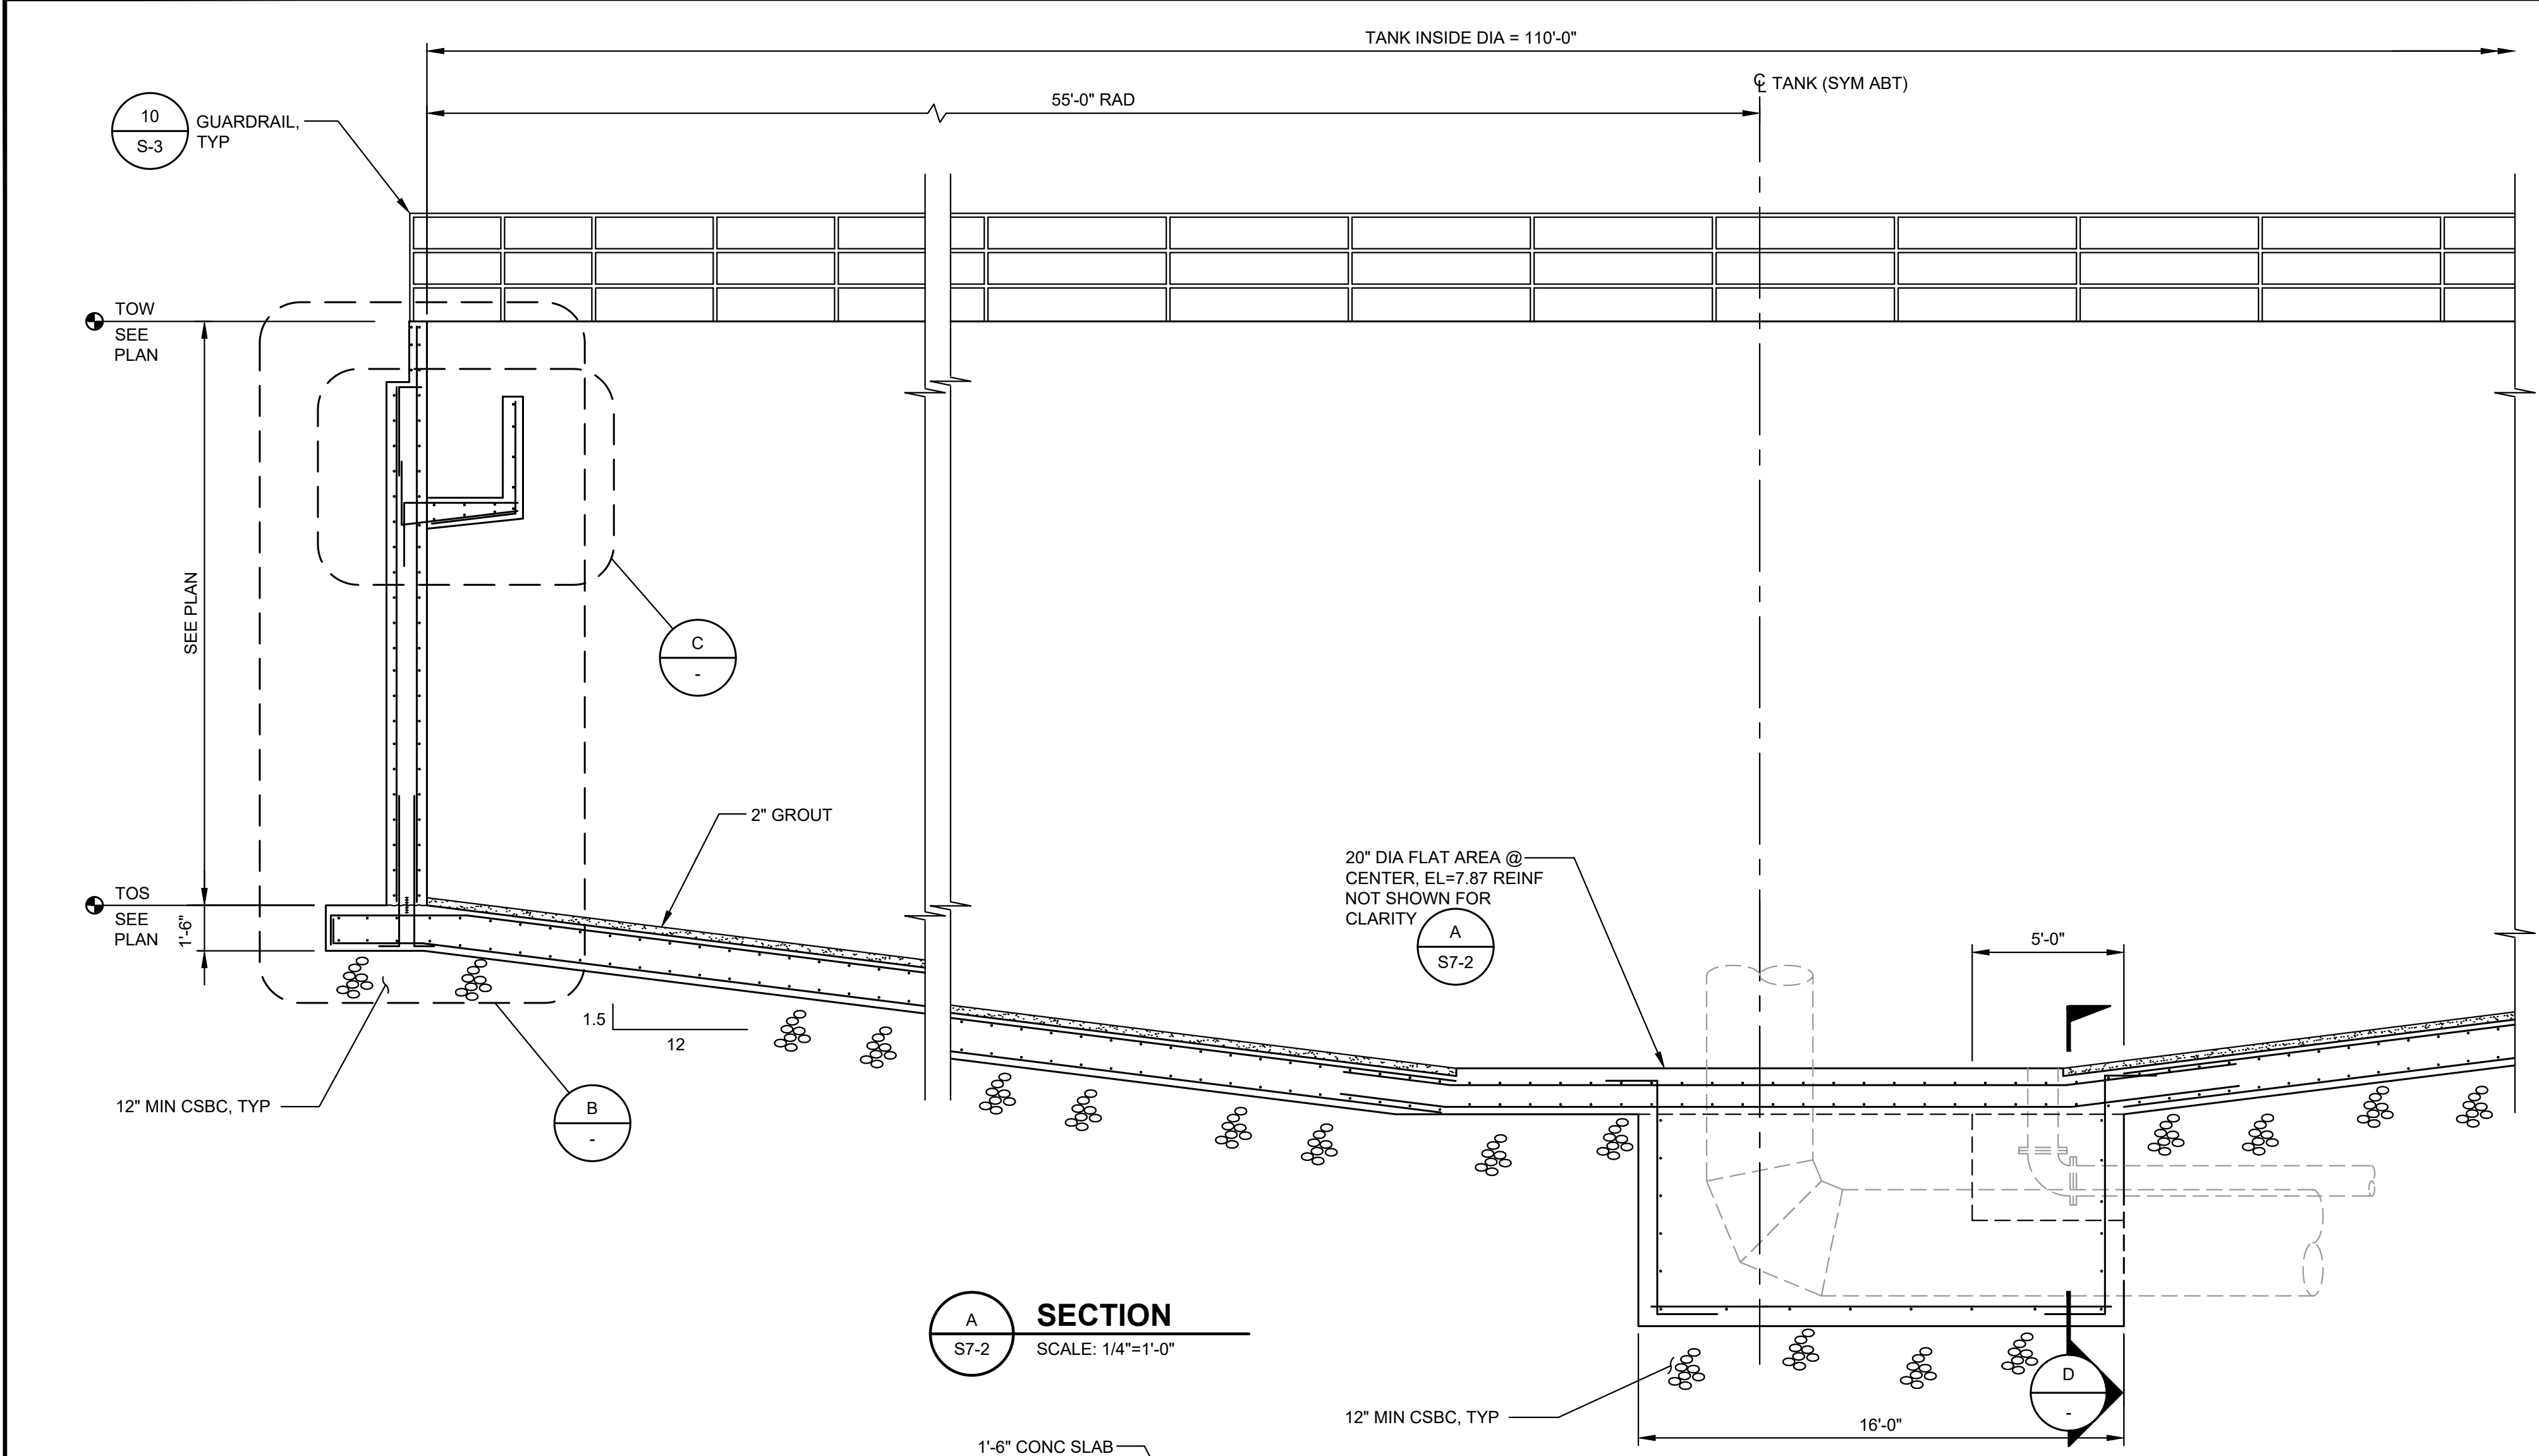 TANK INSIDE DIA = 110'-0"
℄ TANK (SYM ABT)
55'-0" RAD
10
S-3
GUARDRAIL,
TYP
TOW
SEE
PLAN
SEE PLAN
C
-
2" GROUT
20" DIA FLAT AREA @
CENTER, EL=7.87 REINF
NOT SHOWN FOR
CLARITY
A
S7-2
TOS
SEE
PLAN
1'-6"
5'-0"
1.5
12
12" MIN CSBC, TYP
B
-
A
S7-2
SECTION
SCALE: 1/4"=1'-0"
D
-
12" MIN CSBC, TYP
16'-0"
1'-6" CONC SLAB